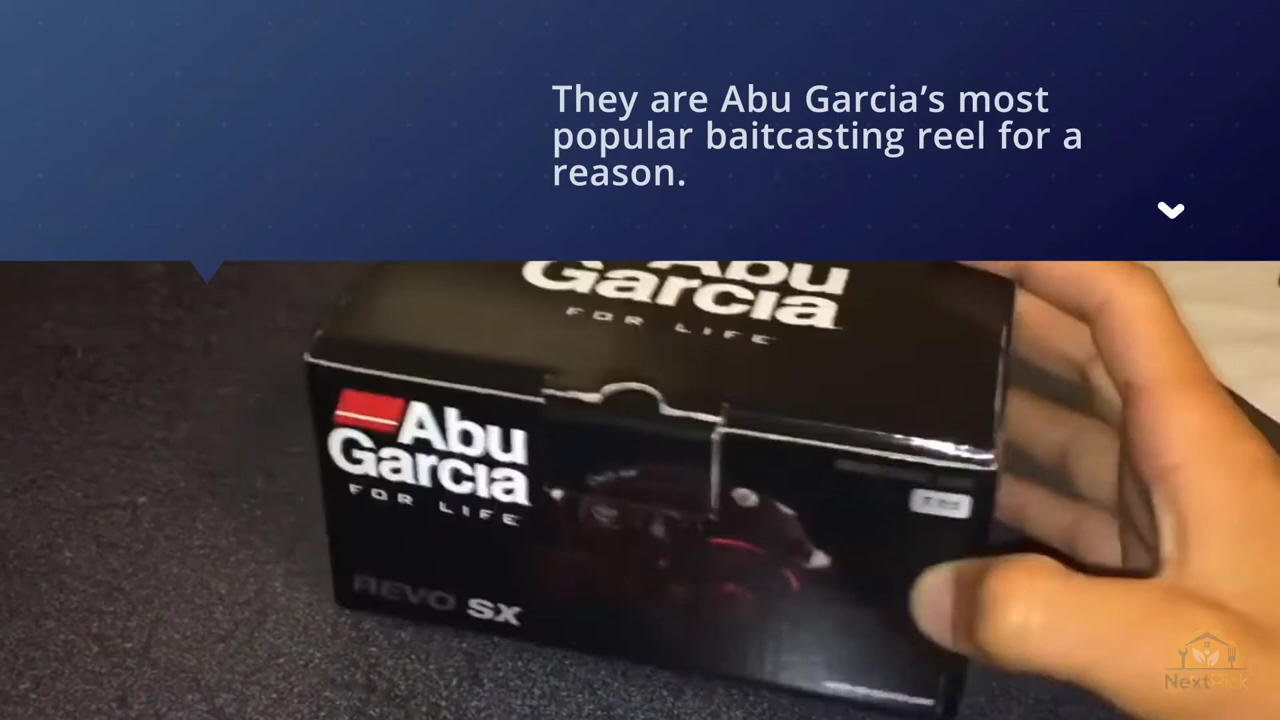 They are Abu Garcia’s most
popular baitcasting reel for a
reason.
Abu
Garcia
FOR LIFE
Abu
Garcia
FOR LIFE
REVO SX
NextPick